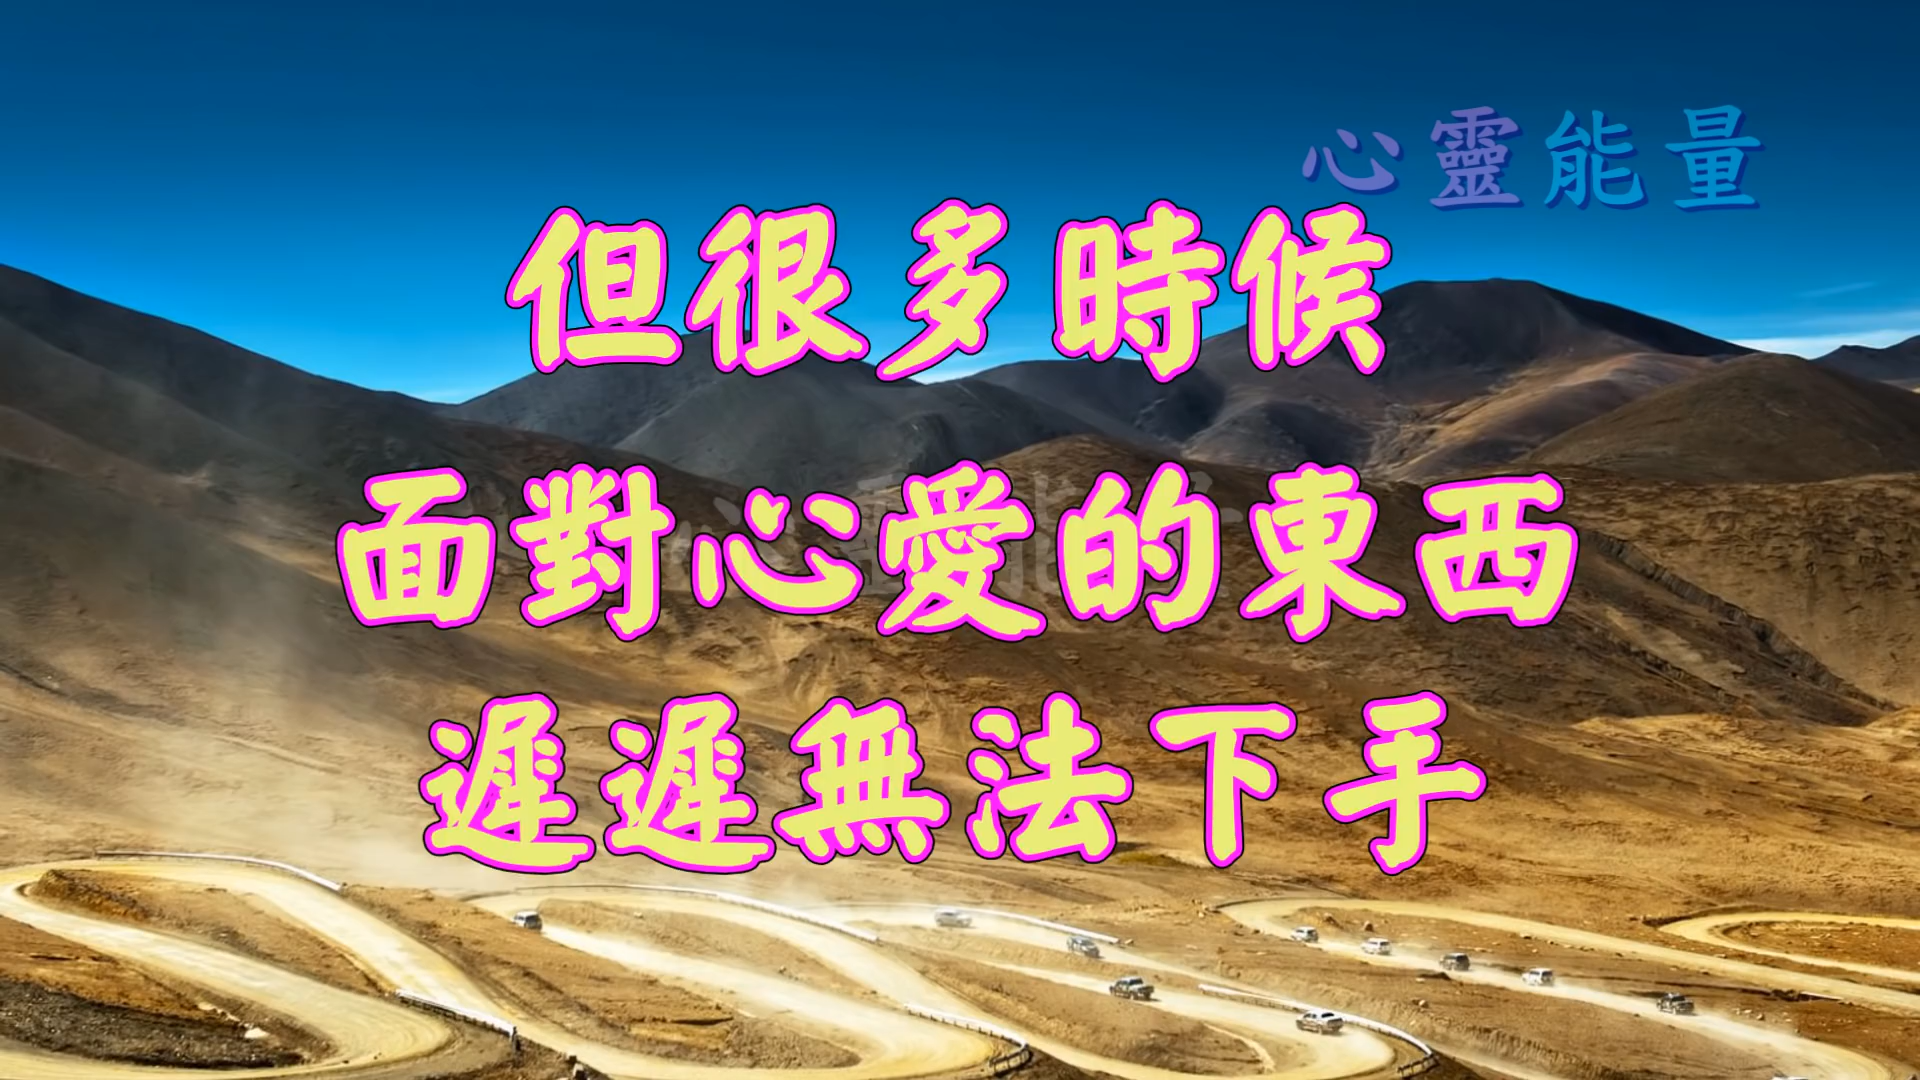 心靈能量
但很多時候
面對心愛的東西
遲遲無法下手